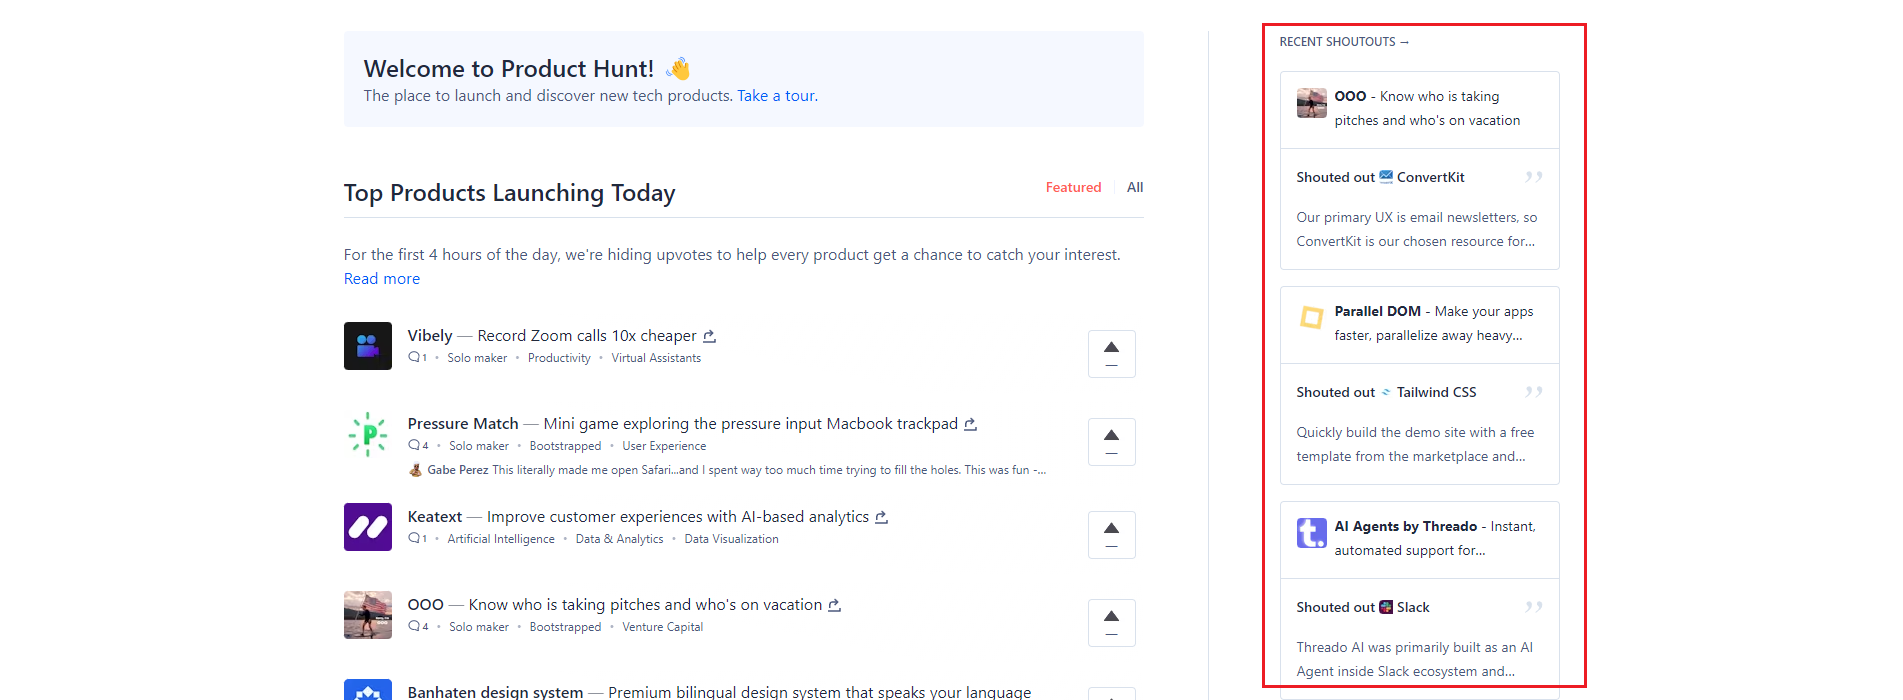 Welcome to Product Hunt! 👋
The place to launch and discover new tech products. Take a tour.
Top Products Launching Today
Featured
All
For the first 4 hours of the day, we're hiding upvotes to help every product get a chance to catch your interest.
Read more
Vibely — Record Zoom calls 10x cheaper
1 • Solo maker • Productivity • Virtual Assistants
Pressure Match — Mini game exploring the pressure input Macbook trackpad
4 • Solo maker • Bootstrapped • User Experience
Gabe Perez This literally made me open Safari...and I spent way too much time trying to fill the holes. This was fun -...
Keatext — Improve customer experiences with AI-based analytics
1 • Artificial Intelligence • Data & Analytics • Data Visualization
OOO — Know who is taking pitches and who's on vacation
4 • Solo maker • Bootstrapped • Venture Capital
Banhaten design system — Premium bilingual design system that speaks your language
RECENT SHOUTOUTS →
OOO - Know who is taking
pitches and who's on vacation
Shouted out ConvertKit
Our primary UX is email newsletters, so
ConvertKit is our chosen resource for...
Parallel DOM - Make your apps
faster, parallelize away heavy...
Shouted out Tailwind CSS
Quickly build the demo site with a free
template from the marketplace and...
AI Agents by Threado - Instant,
automated support for...
Shouted out Slack
Threado AI was primarily built as an AI
Agent inside Slack ecosystem and...